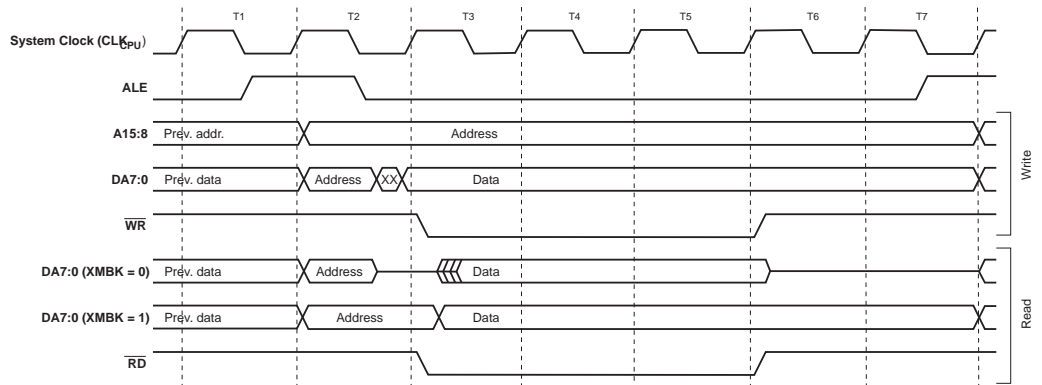 T1 T2 T3 T4 T5 T6 T7
System Clock (CLKCPU)
ALE
A15:8 Prev. addr. Address
DA7:0 Prev. data Address XX Data
WR
Write
DA7:0 (XMBK = 0) Prev. data Address Data
DA7:0 (XMBK = 1) Prev. data Address Data
RD
Read